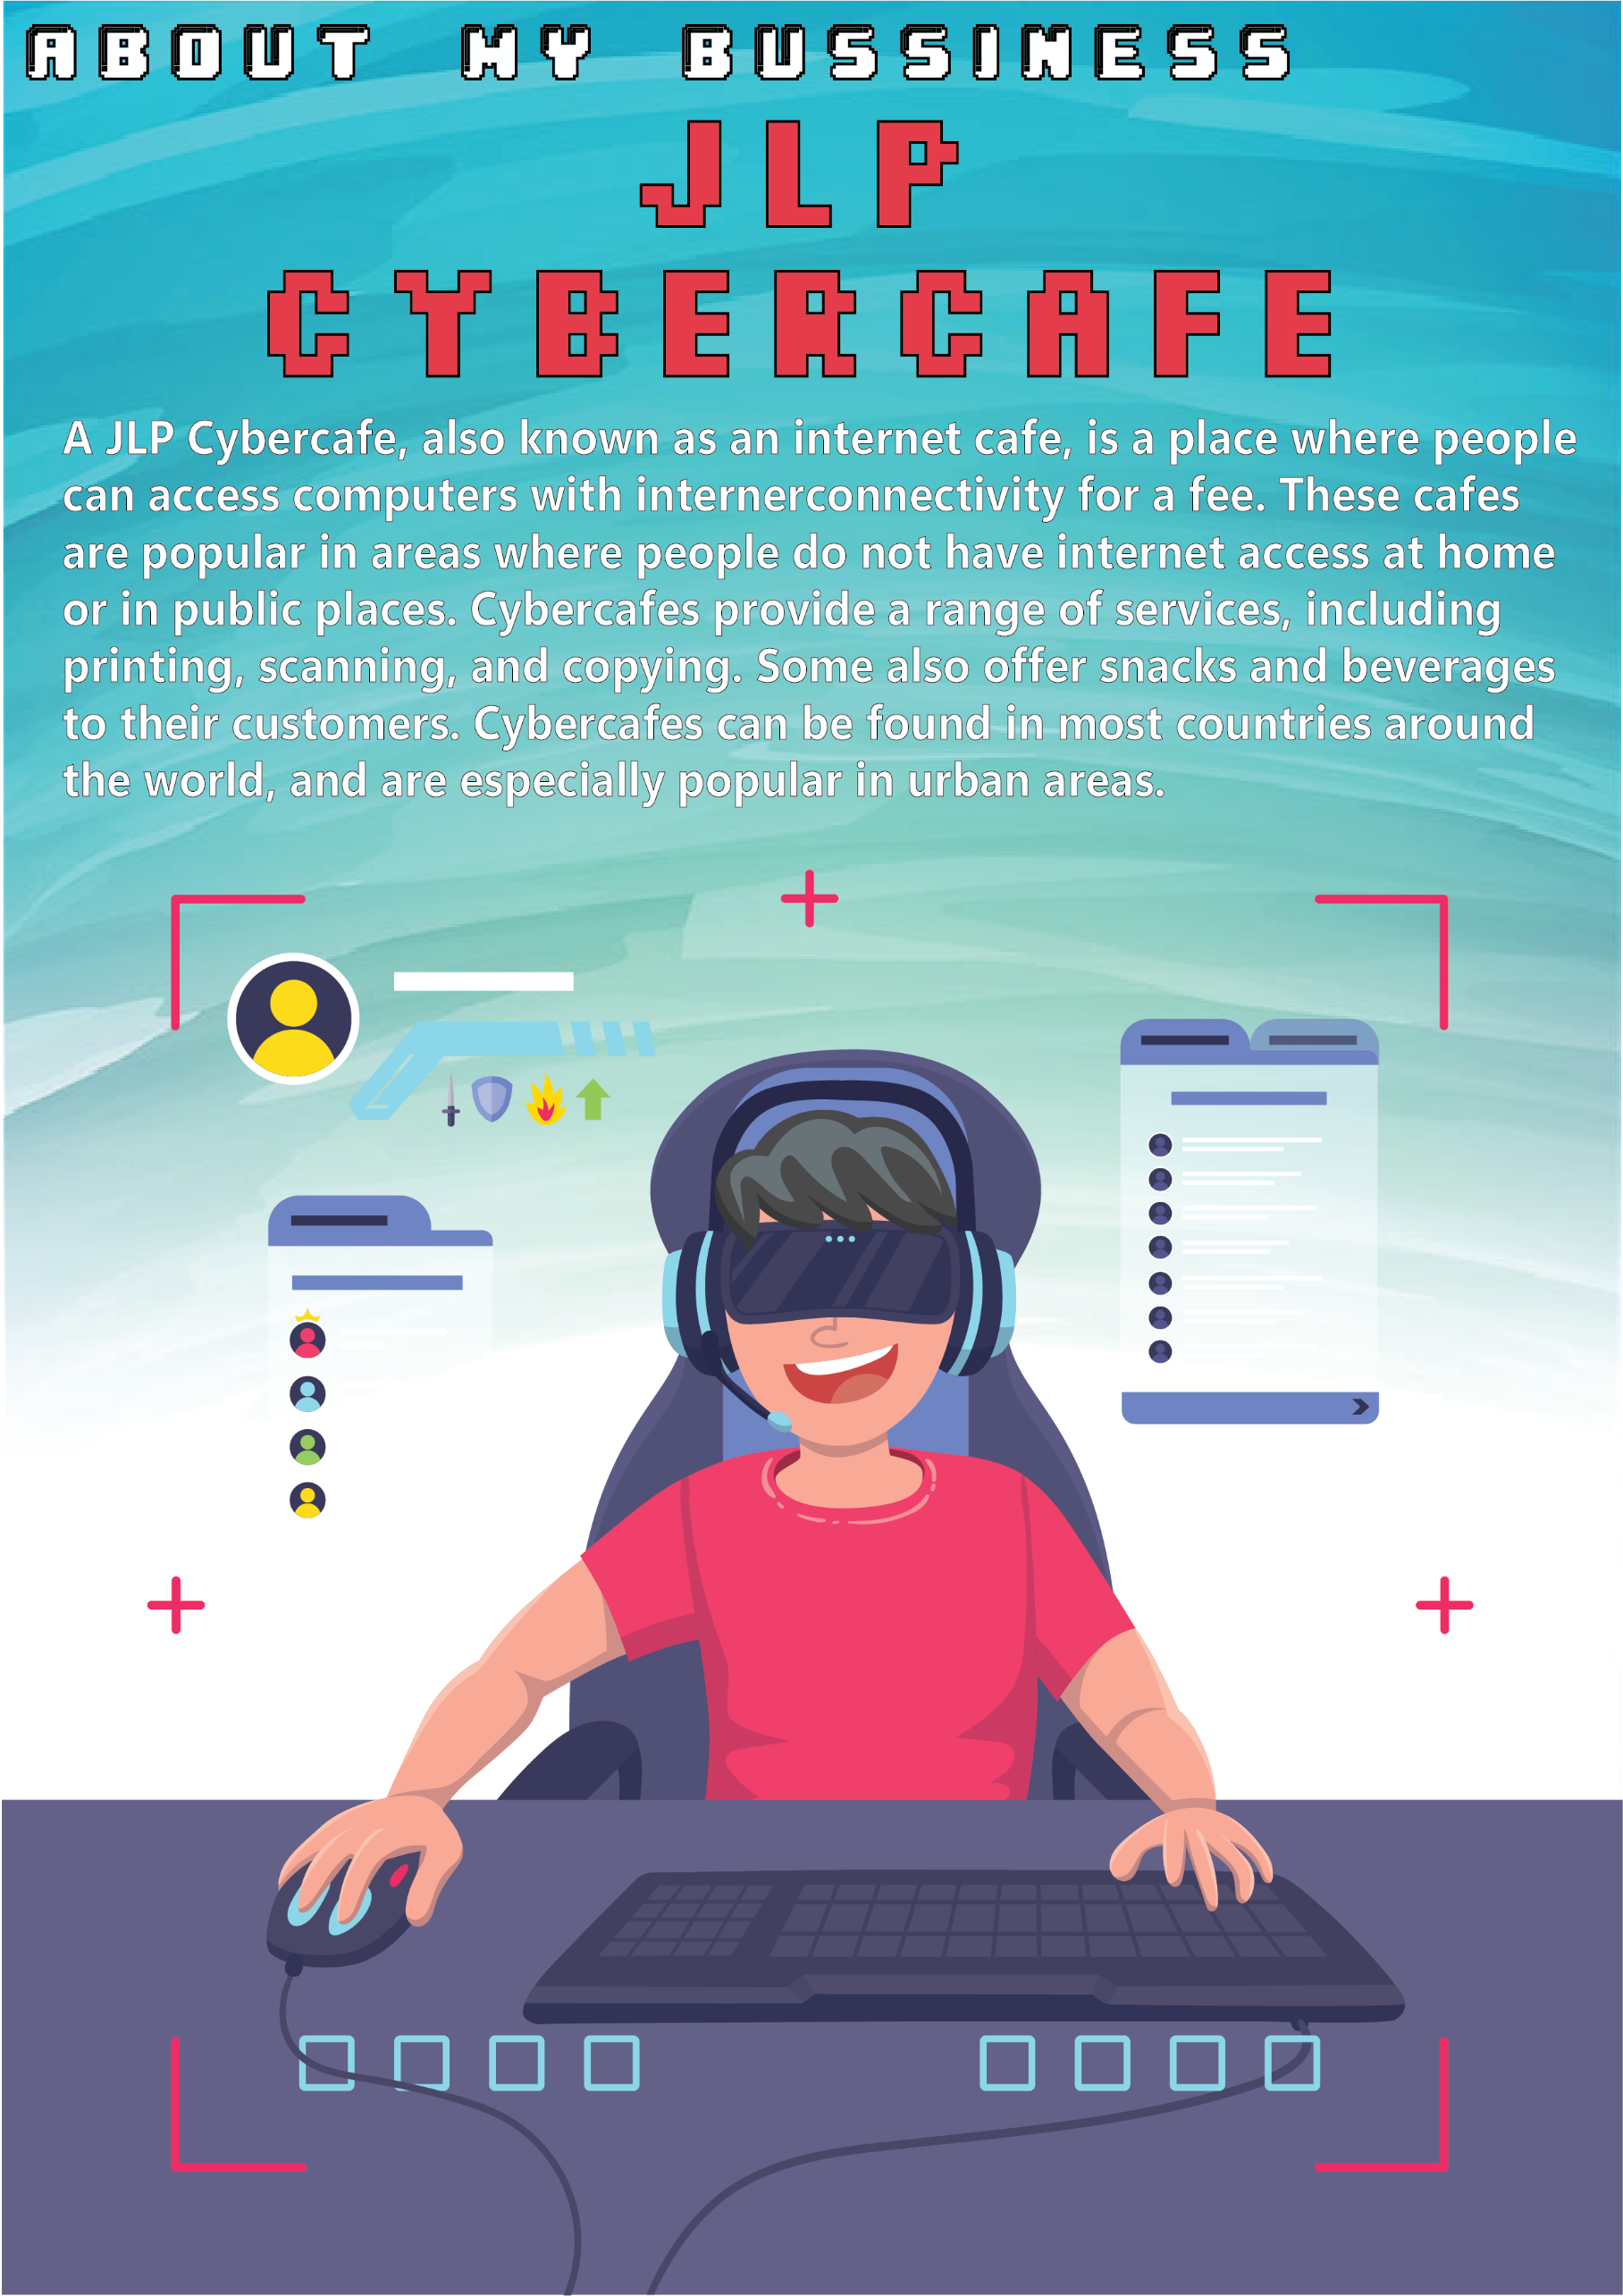 ABOUT MY BUSSINESS
JLP
CYBERCAFE
A JLP Cybercafe, also known as an internet cafe, is a place where people
can access computers with internerconnectivity for a fee. These cafes
are popular in areas where people do not have internet access at home
or in public places. Cybercafes provide a range of services, including
printing, scanning, and copying. Some also offer snacks and beverages
to their customers. Cybercafes can be found in most countries around
the world, and are especially popular in urban areas.